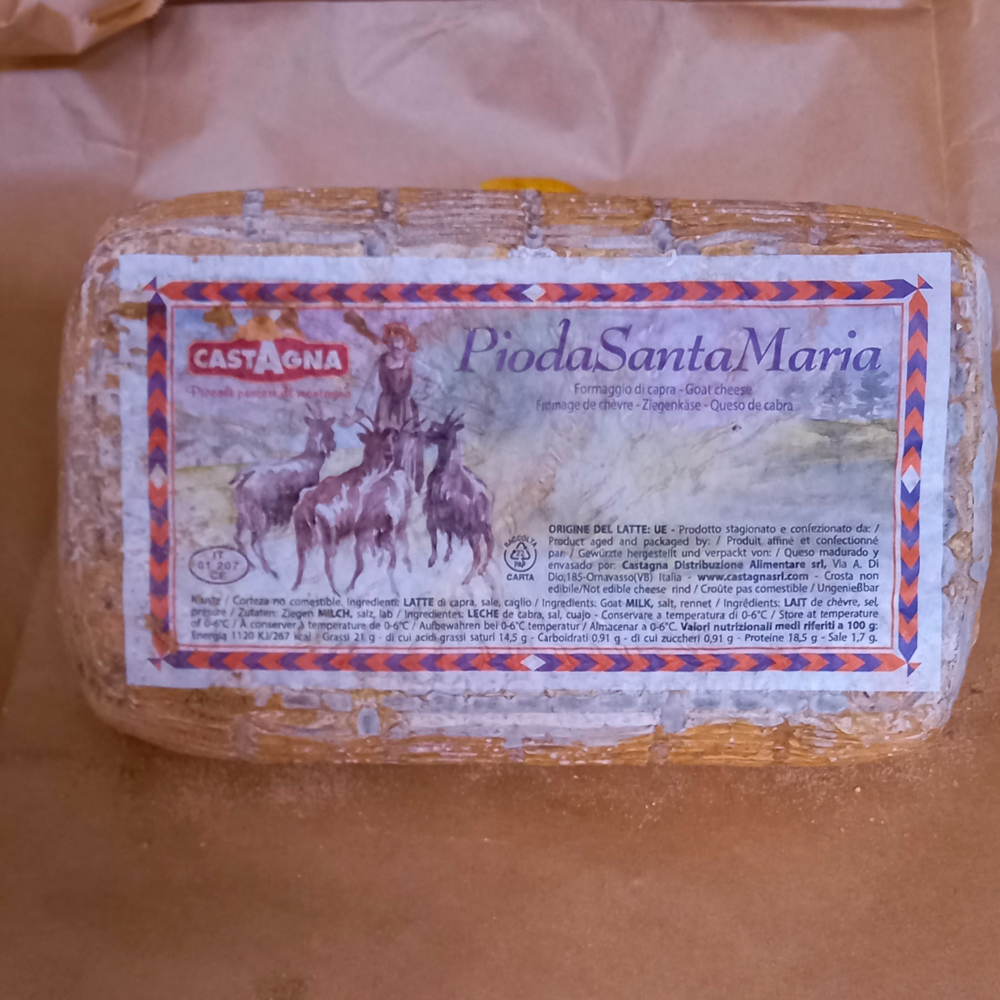 CASTAGNA
Piccoli percorsi di montagna
PiodaSantaMaria
Formaggio di capra - Goat cheese
Fromage de chèvre - Ziegenkäse - Queso de cabra
RACCOLTA
PAP
CARTA
IT
01 207
CE
ORIGINE DEL LATTE: UE - Prodotto stagionato e confezionato da: /
Product aged and packaged by: / Produit affiné et confectionné
par: / Gewürzte hergestellt und verpackt von: / Queso madurado y
envasado por: Castagna Distribuzione Alimentare srl, Via A. Di
Dio,185-Ornavasso(VB) Italia - www.castagnasrl.com - Crosta non
edibile/Not edible cheese rind / Croûte pas comestible / Ungenießbar
Rinde / Corteza no comestible. Ingredienti: LATTE di capra, sale, caglio / Ingredients: Goat MILK, salt, rennet / Ingrédients: LAIT de chèvre, sel,
présure / Zutaten: Ziegen MILCH, salz, lab / Ingredientes: LECHE de cabra, sal, cuajo - Conservare a temperatura di 0-6°C / Store at temperature
of 0-6°C / A conserver à temperature de 0-6°C / Aufbewahren bei 0-6°C temperatur / Almacenar a 0-6°C. Valori nutrizionali medi riferiti a 100 g:
Energia 1120 KJ/267 kcal - Grassi 21 g - di cui acidi grassi saturi 14,5 g - Carboidrati 0,91 g - di cui zuccheri 0,91 g - Proteine 18,5 g - Sale 1,7 g.